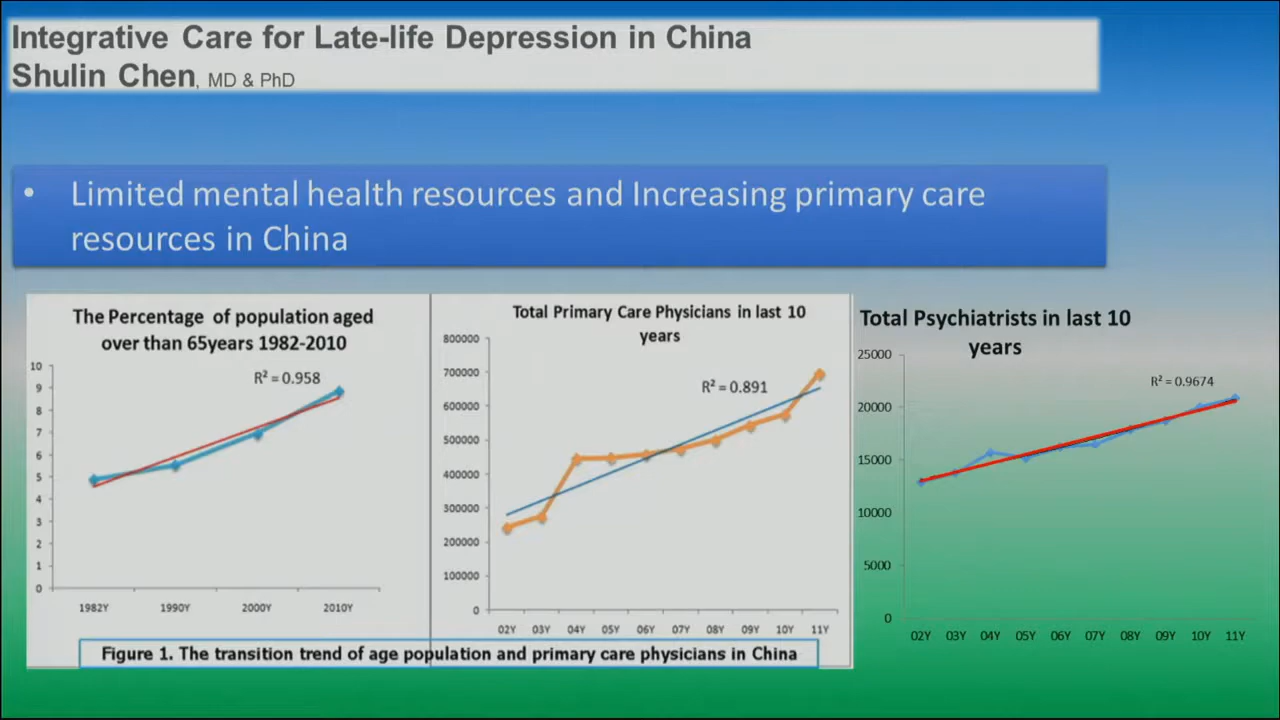 Integrative Care for Late-life Depression in China
Shulin Chen, MD & PhD
• Limited mental health resources and Increasing primary care
resources in China
The Percentage of population aged
over than 65years 1982-2010
R² = 0.958
10
9
8
7
6
5
4
3
2
1
0
1982Y 1990Y 2000Y 2010Y
Total Primary Care Physicians in last 10
years
R² = 0.891
800000
700000
600000
500000
400000
300000
200000
100000
0
02Y 03Y 04Y 05Y 06Y 07Y 08Y 09Y 10Y 11Y
Total Psychiatrists in last 10
years
R² = 0.9674
25000
20000
15000
10000
5000
0
02Y 03Y 04Y 05Y 06Y 07Y 08Y 09Y 10Y 11Y
Figure 1. The transition trend of age population and primary care physicians in China